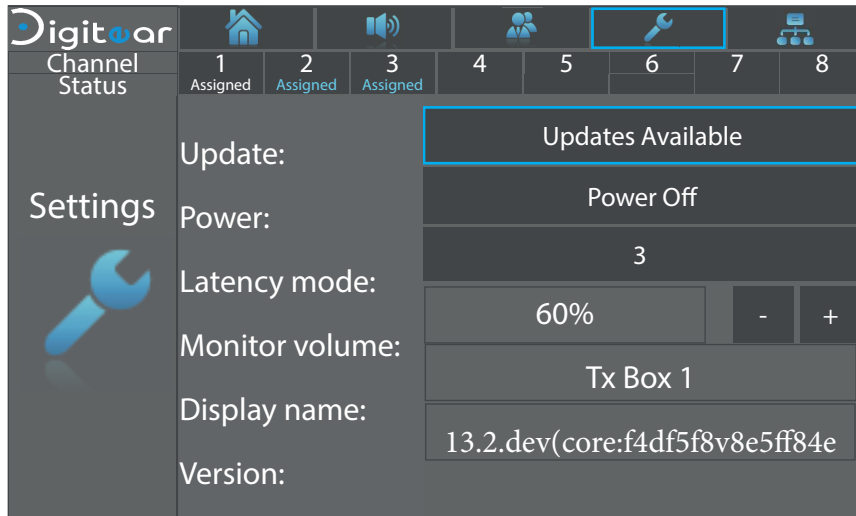 Digitear
Channel
Status
1 2 3 4 5 6 7 8
Assigned Assigned Assigned
Settings
Update: Updates Available
Power: Power Off
Latency mode: 3
Monitor volume: 60% - +
Display name: Tx Box 1
Version: 13.2.dev(core:f4df5f8v8e5ff84e